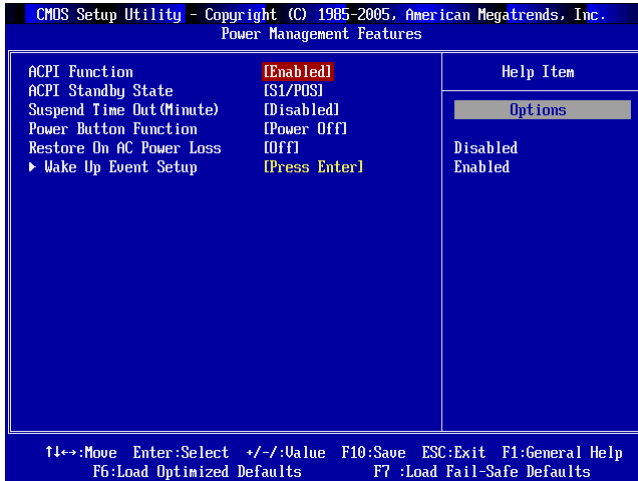 CMOS Setup Utility - Copyright (C) 1985-2005, American Megatrends, Inc.
Power Management Features
ACPI Function [Enabled]
ACPI Standby State [S1/POS]
Suspend Time Out(Minute) [Disabled]
Power Button Function [Power Off]
Restore On AC Power Loss [Off]
▶ Wake Up Event Setup [Press Enter]
Help Item
Options
Disabled
Enabled
↑↓↔:Move Enter:Select +/-/:Value F10:Save ESC:Exit F1:General Help
F6:Load Optimized Defaults F7 :Load Fail-Safe Defaults